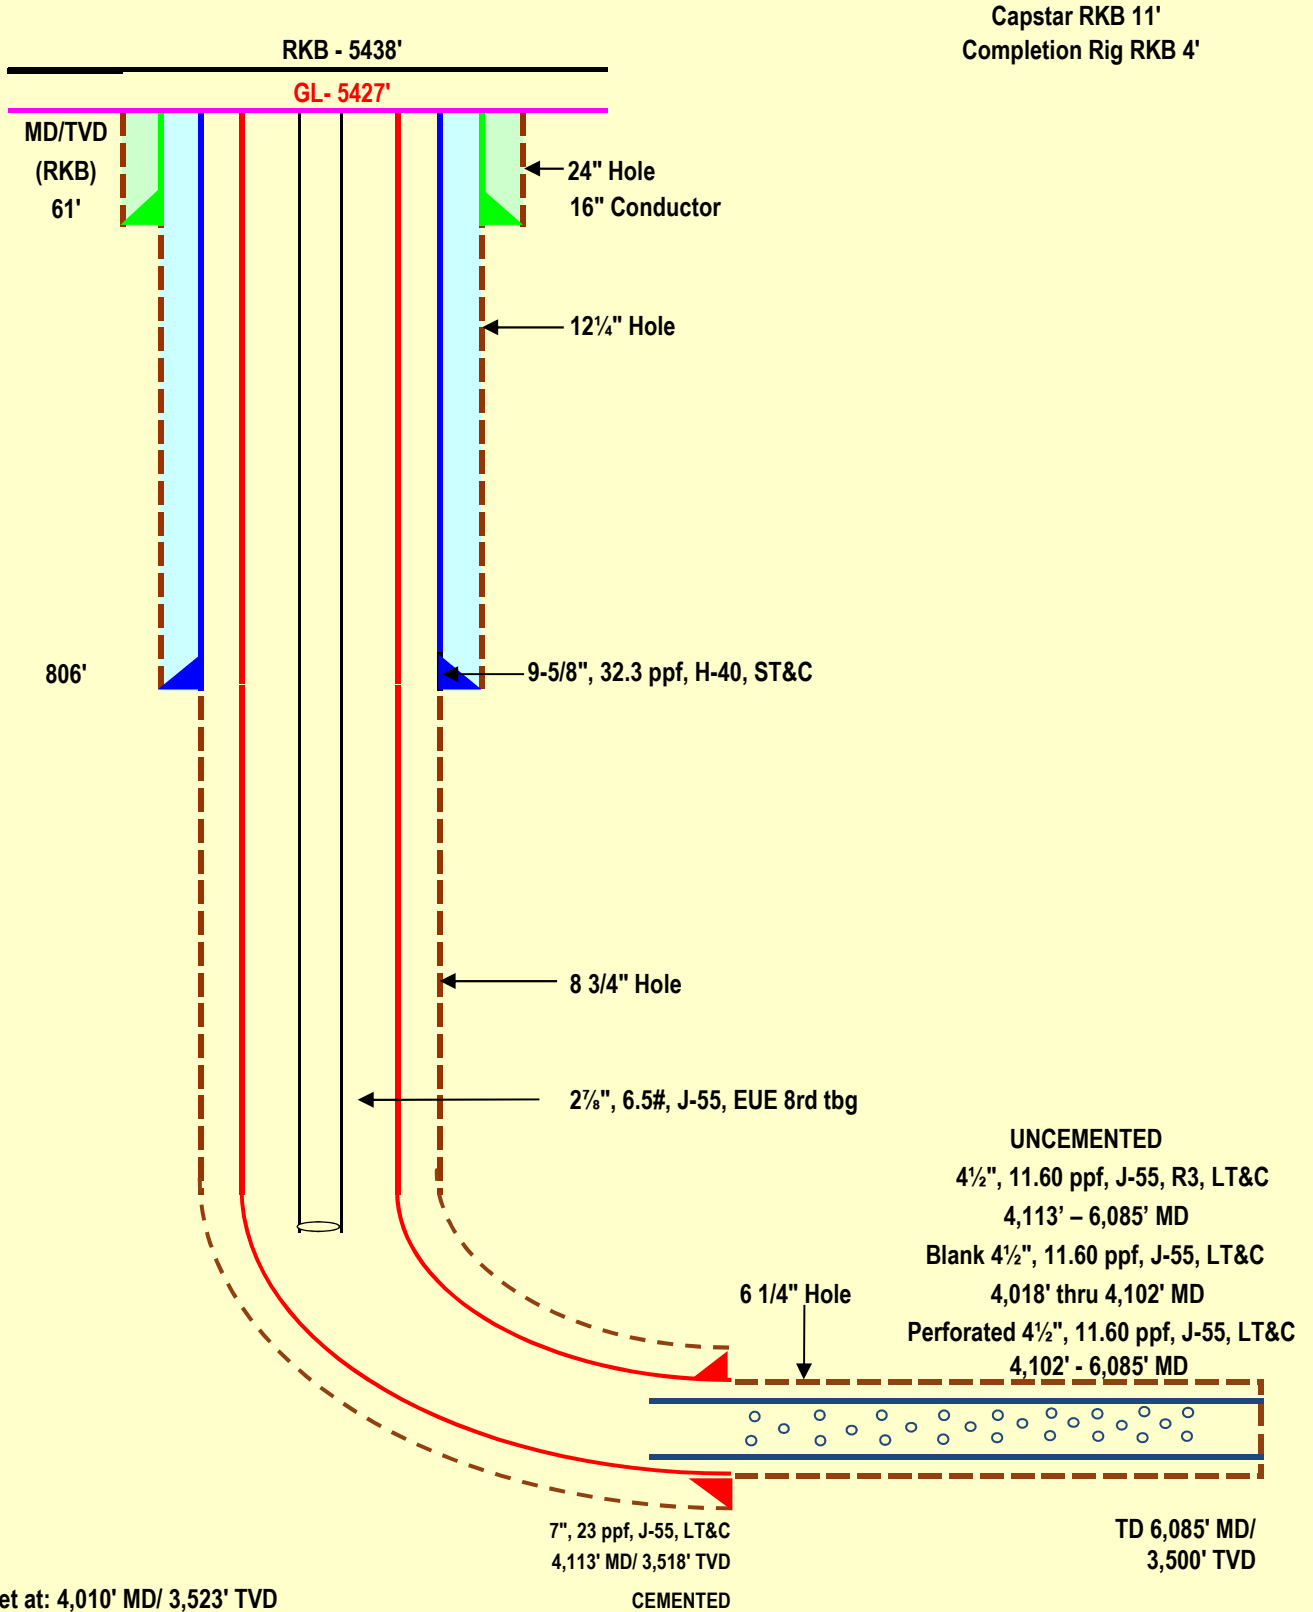 Capstar RKB 11'
Completion Rig RKB 4'
RKB - 5438'
GL- 5427'
MD/TVD
(RKB)
61'
24" Hole
16" Conductor
12¼" Hole
806'
9-5/8", 32.3 ppf, H-40, ST&C
8 3/4" Hole
2⅞", 6.5#, J-55, EUE 8rd tbg
UNCEMENTED
4½", 11.60 ppf, J-55, R3, LT&C
4,113’ – 6,085’ MD
Blank 4½", 11.60 ppf, J-55, LT&C
4,018' thru 4,102' MD
Perforated 4½", 11.60 ppf, J-55, LT&C
4,102' - 6,085' MD
6 1/4" Hole
7", 23 ppf, J-55, LT&C
4,113' MD/ 3,518' TVD
CEMENTED
TD 6,085' MD/
3,500' TVD
at: 4,010' MD/ 3,523' TVD